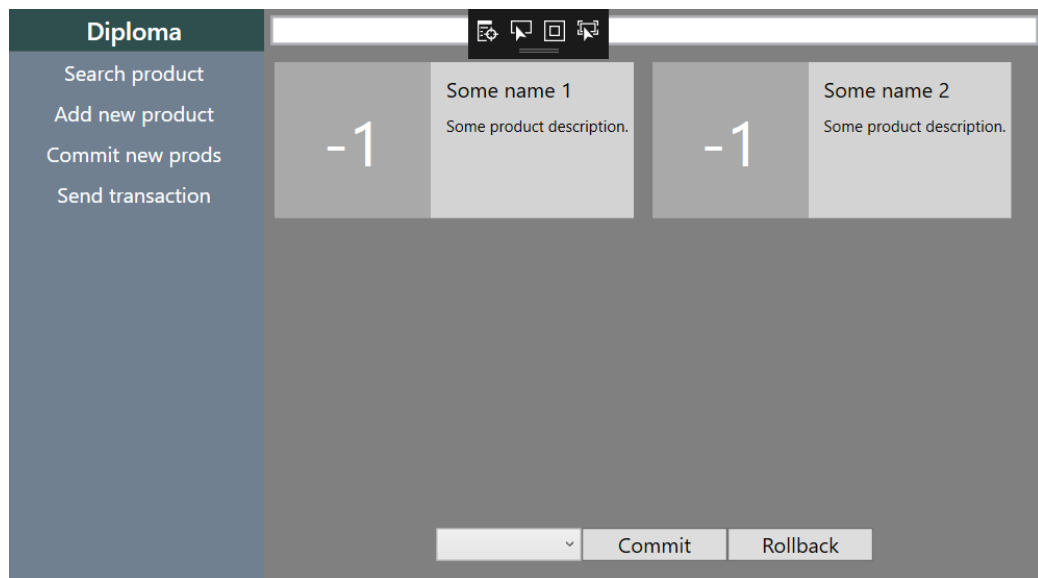 Diploma
Search product
Add new product
Commit new prods
Send transaction
-1
Some name 1
Some product description.
-1
Some name 2
Some product description.
Commit
Rollback